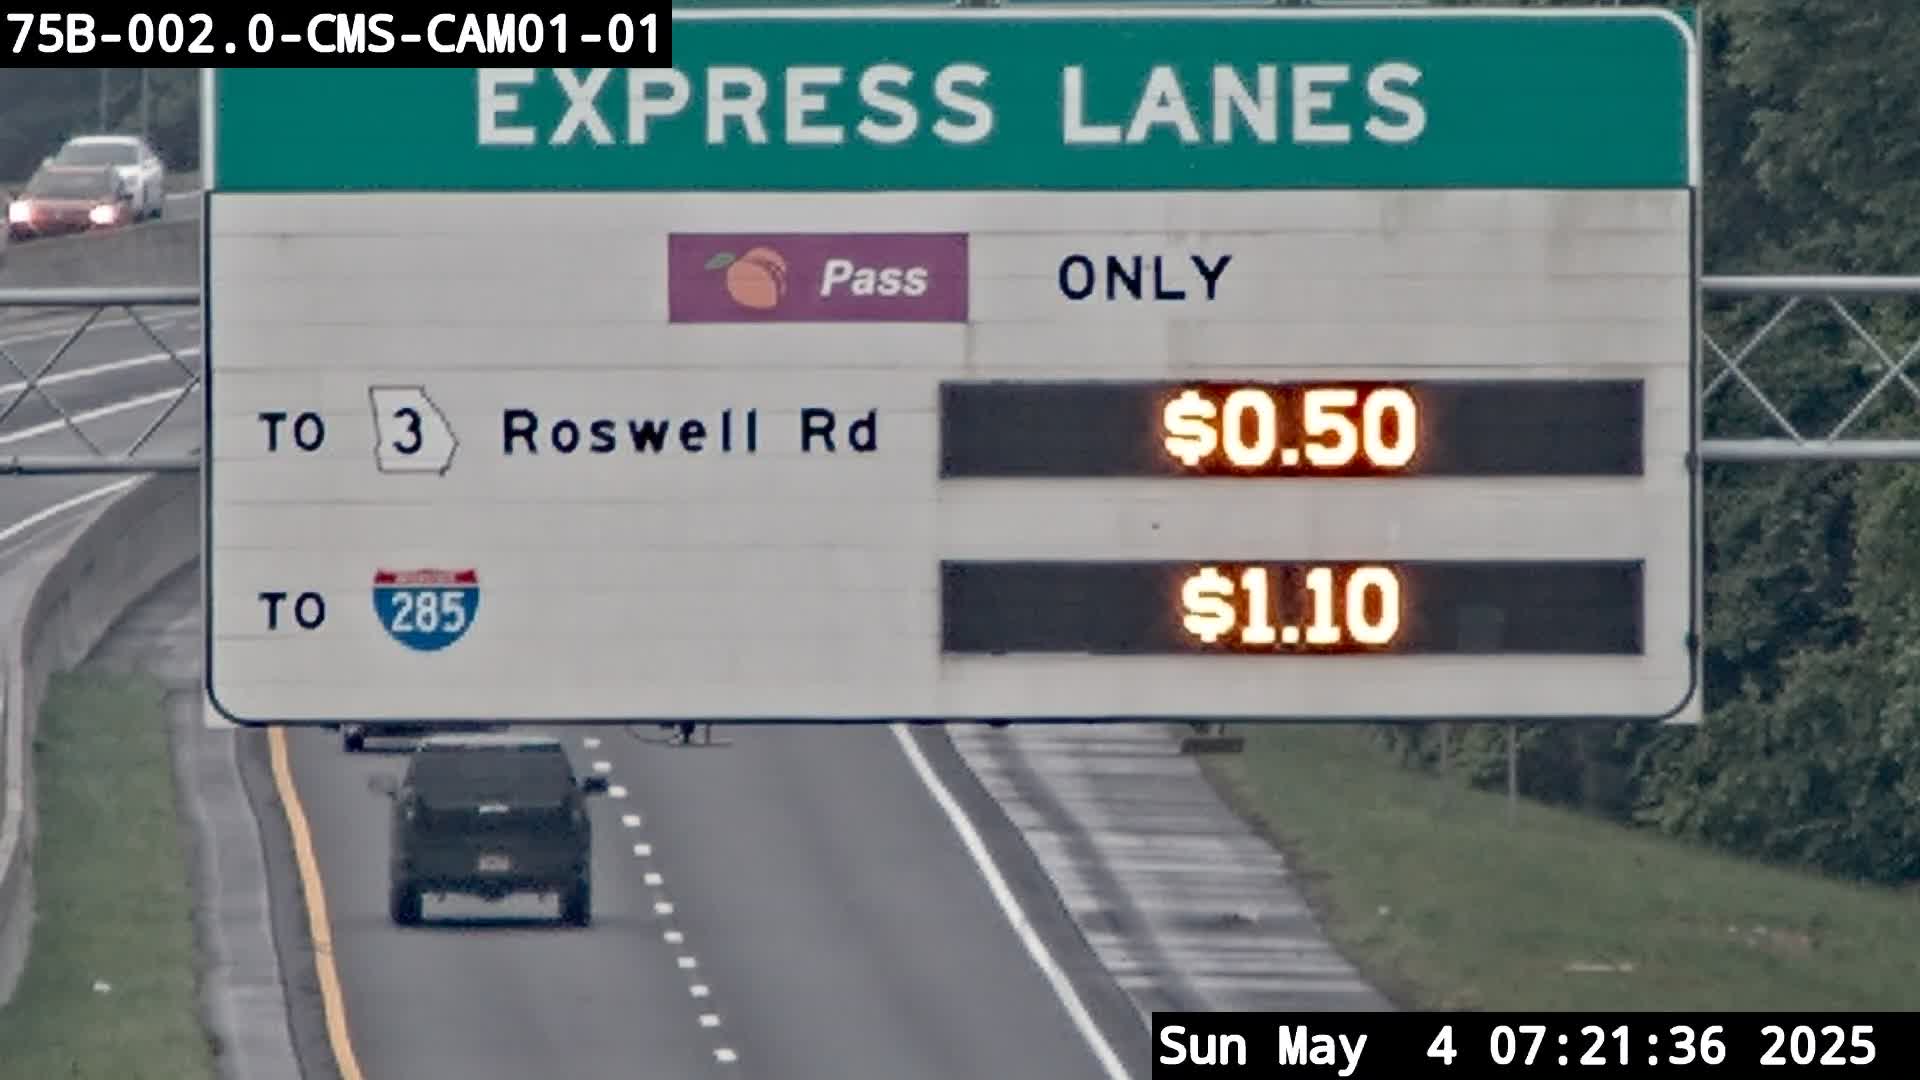 75B-002.0-CMS-CAM01-01
EXPRESS LANES
Pass ONLY
TO 3 Roswell Rd $0.50
TO 285 $1.10
Sun May 4 07:21:36 2025